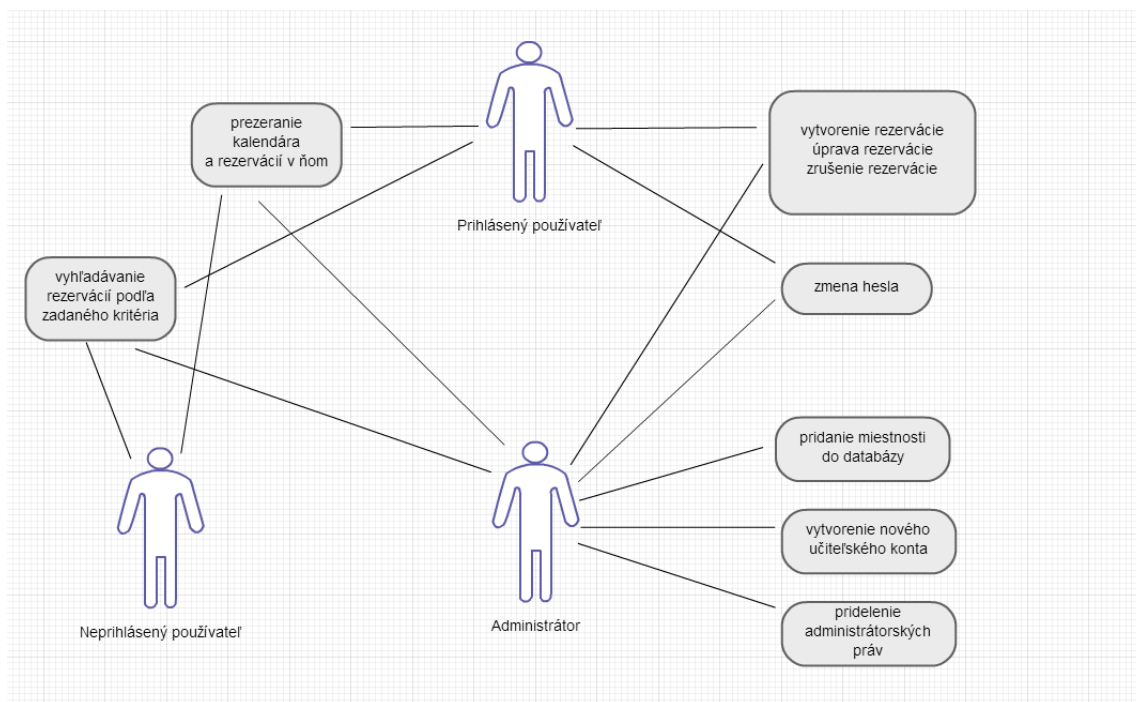 prezeranie
kalendára
a rezervácií v ňom
vytvorenie rezervácie
úprava rezervácie
zrušenie rezervácie
Prihlásený používateľ
vyhľadávanie
rezervácií podľa
zadaného kritéria
zmena hesla
pridanie miestnosti
do databázy
vytvorenie nového
učiteľského konta
pridelenie
administrátorských
práv
Neprihlásený používateľ
Administrátor